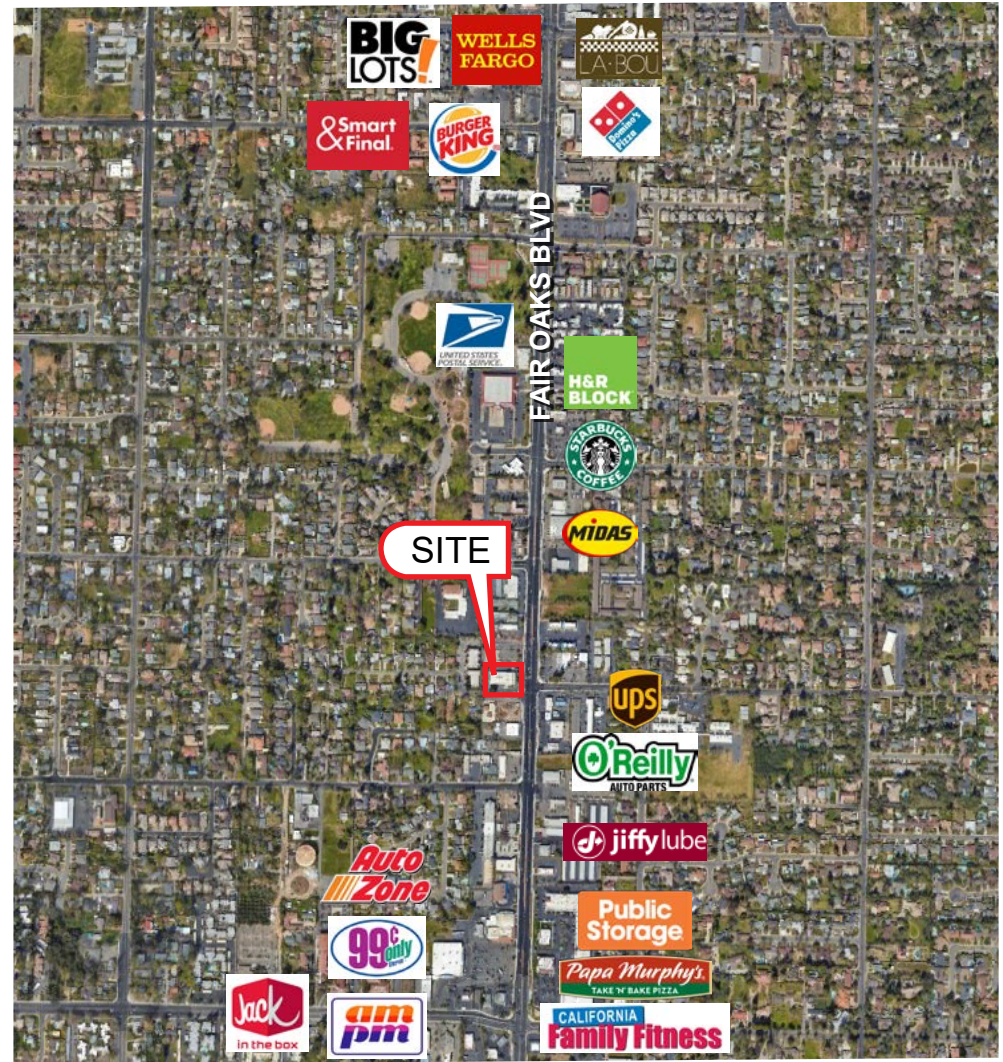 BIG
LOTS!
WELLS
FARGO
LA·BOU
&Smart
Final.
BURGER
KING
Domino's
Pizza
FAIR OAKS BLVD
UNITED STATES
POSTAL SERVICE.
H&R
BLOCK
STARBUCKS
COFFEE
MIDAS
SITE
ups
O'Reilly
AUTO PARTS
jiffy lube
Auto
Zone
Public
Storage
99¢
only
stores
Papa Murphy's
TAKE 'N' BAKE PIZZA
Jack
in the box
am
pm
CALIFORNIA
Family Fitness